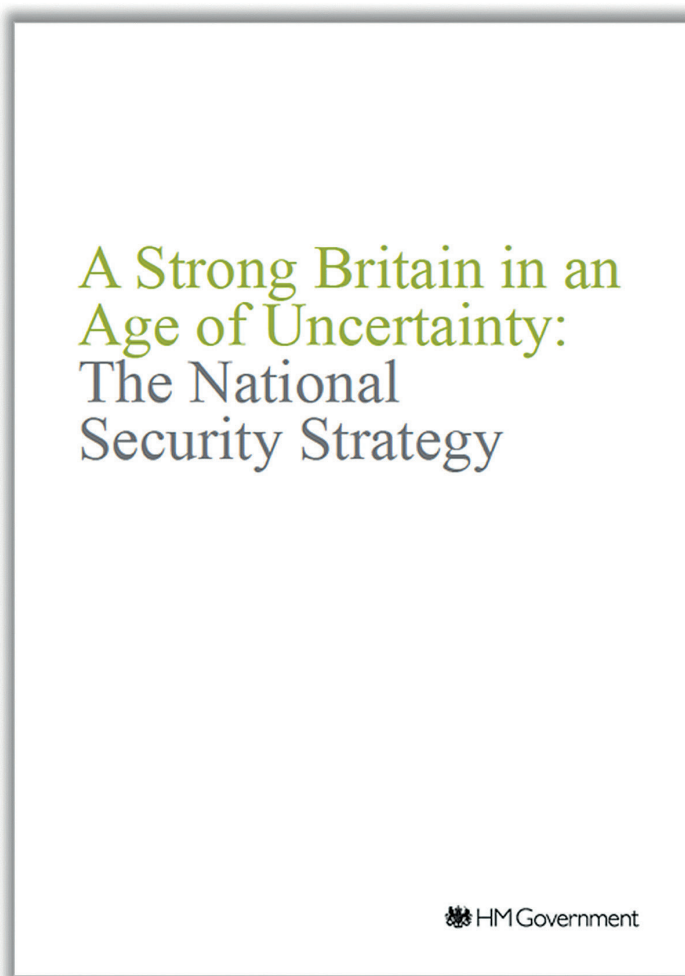 A Strong Britain in an
Age of Uncertainty:
The National
Security Strategy
HM Government